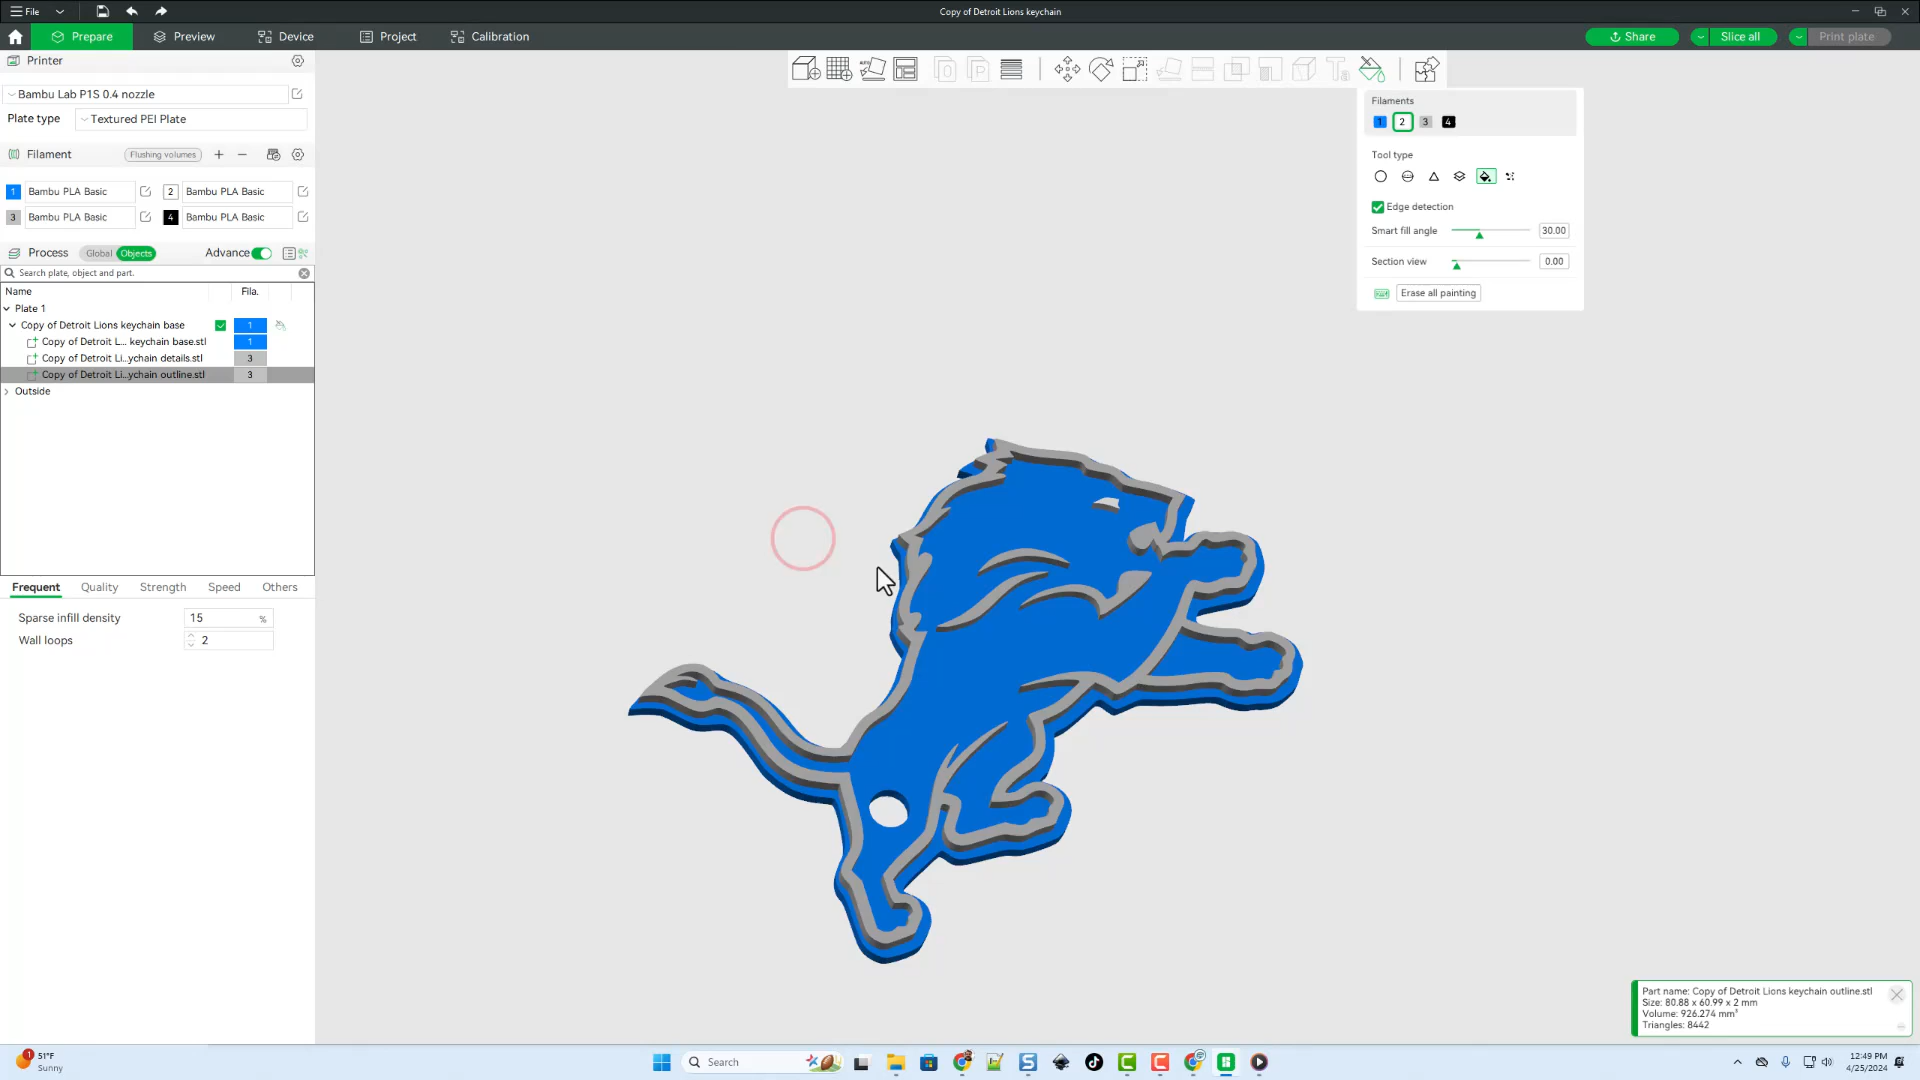 File
Copy of Detroit Lions keychain
Prepare
Preview
Device
Project
Calibration
Share
Slice all
Print plate
Printer
Bambu Lab P1S 0.4 nozzle
Plate type
Textured PEI Plate
Filament
Flushing volumes
1 Bambu PLA Basic
2 Bambu PLA Basic
3 Bambu PLA Basic
4 Bambu PLA Basic
Process
Global
Objects
Advance
Search plate, object and part.
Name
Fila.
Plate 1
Copy of Detroit Lions keychain base 1
Copy of Detroit L... keychain base.stl 1
Copy of Detroit Li...ychain details.stl 3
Copy of Detroit Li...ychain outline.stl 3
Outside
Frequent
Quality
Strength
Speed
Others
Sparse infill density 15 %
Wall loops 2
Filaments
1 2 3 4
Tool type
Edge detection
Smart fill angle 30.00
Section view 0.00
Erase all painting
Part name: Copy of Detroit Lions keychain outline.stl
Size: 80.88 x 60.99 x 2 mm
Volume: 926.274 mm³
Triangles: 8442
1
51°F
Sunny
Search
12:49 PM
4/25/2024